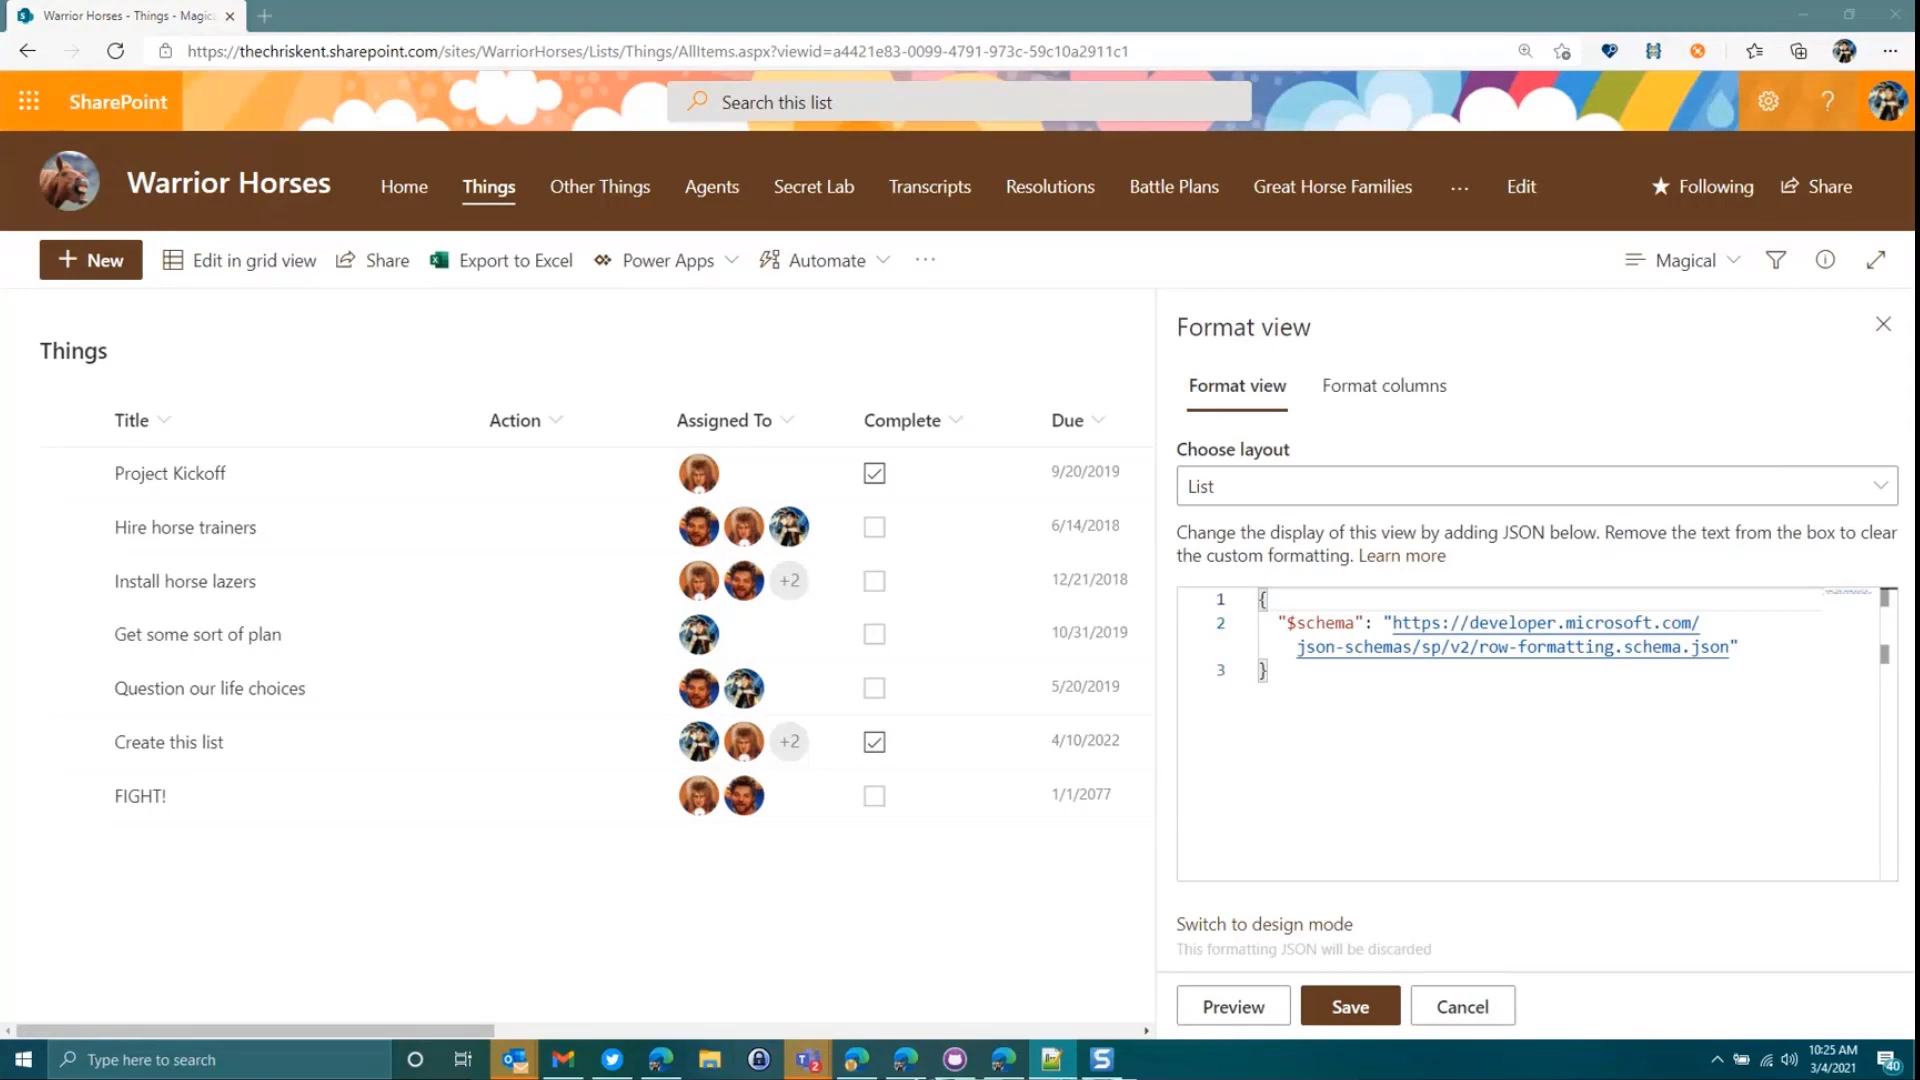 Warrior Horses - Things - Magic
https://thechriskent.sharepoint.com/sites/WarriorHorses/Lists/Things/AllItems.aspx?viewid=a4421e83-0099-4791-973c-59c10a2911c1
SharePoint
Search this list
?
Warrior Horses
Home Things Other Things Agents Secret Lab Transcripts Resolutions Battle Plans Great Horse Families ... Edit
Following Share
+ New Edit in grid view Share Export to Excel Power Apps Automate ...
Magical
Things
Title Action Assigned To Complete Due
Project Kickoff 9/20/2019
Hire horse trainers 6/14/2018
Install horse lazers +2 12/21/2018
Get some sort of plan 10/31/2019
Question our life choices 5/20/2019
Create this list +2 4/10/2022
FIGHT! 1/1/2077
Format view
Format view Format columns
Choose layout
List
Change the display of this view by adding JSON below. Remove the text from the box to clear
the custom formatting. Learn more
1 {
2 "$schema": "https://developer.microsoft.com/
json-schemas/sp/v2/row-formatting.schema.json"
3 }
Switch to design mode
This formatting JSON will be discarded
Preview Save Cancel
Type here to search
2
10:25 AM
3/4/2021
40